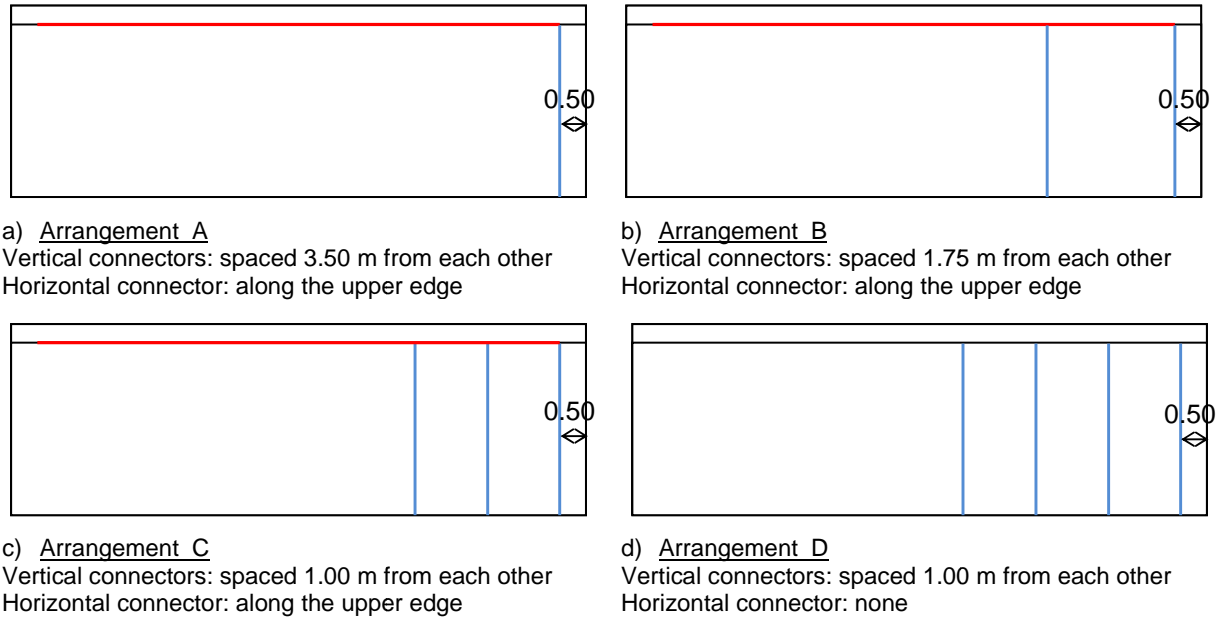 0.50
0.50
a) Arrangement A
Vertical connectors: spaced 3.50 m from each other
Horizontal connector: along the upper edge
b) Arrangement B
Vertical connectors: spaced 1.75 m from each other
Horizontal connector: along the upper edge
0.50
0.50
c) Arrangement C
Vertical connectors: spaced 1.00 m from each other
Horizontal connector: along the upper edge
d) Arrangement D
Vertical connectors: spaced 1.00 m from each other
Horizontal connector: none